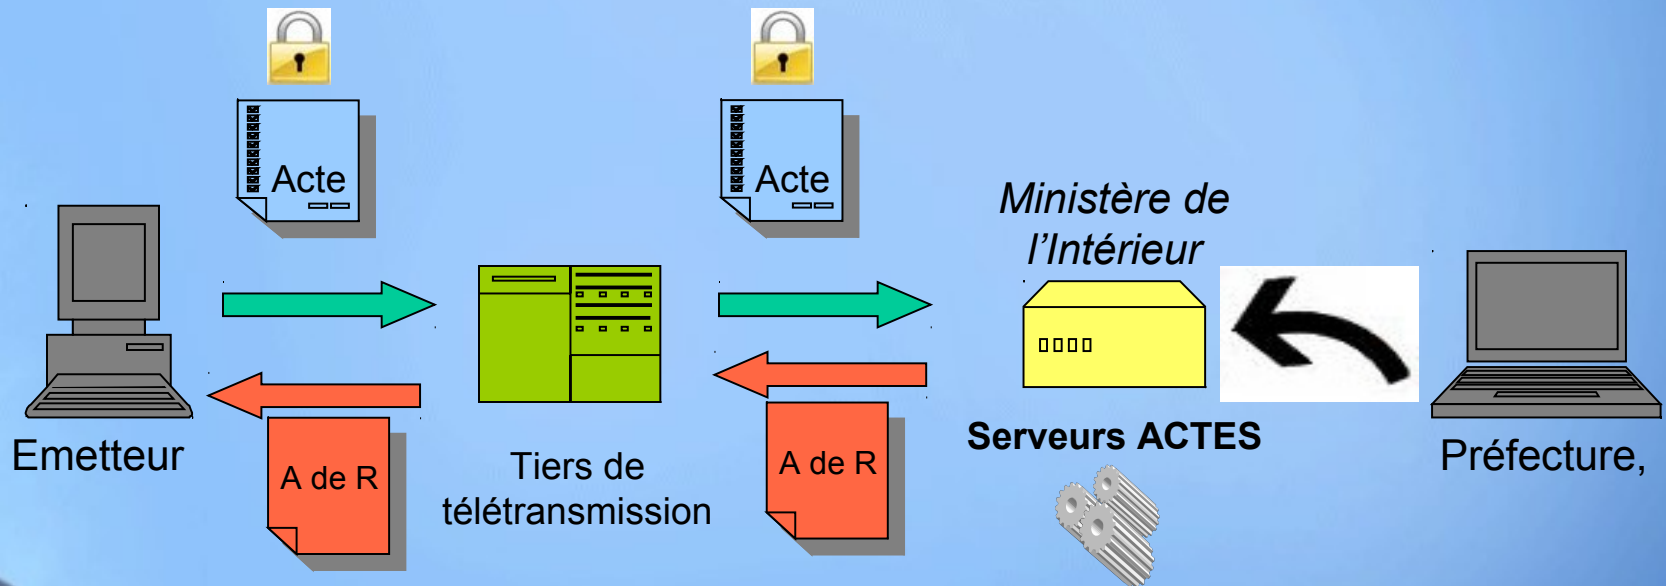 Acte
Acte
Ministère de
l’Intérieur
Emetteur
A de R
Tiers de
télétransmission
A de R
Serveurs ACTES
Préfecture,